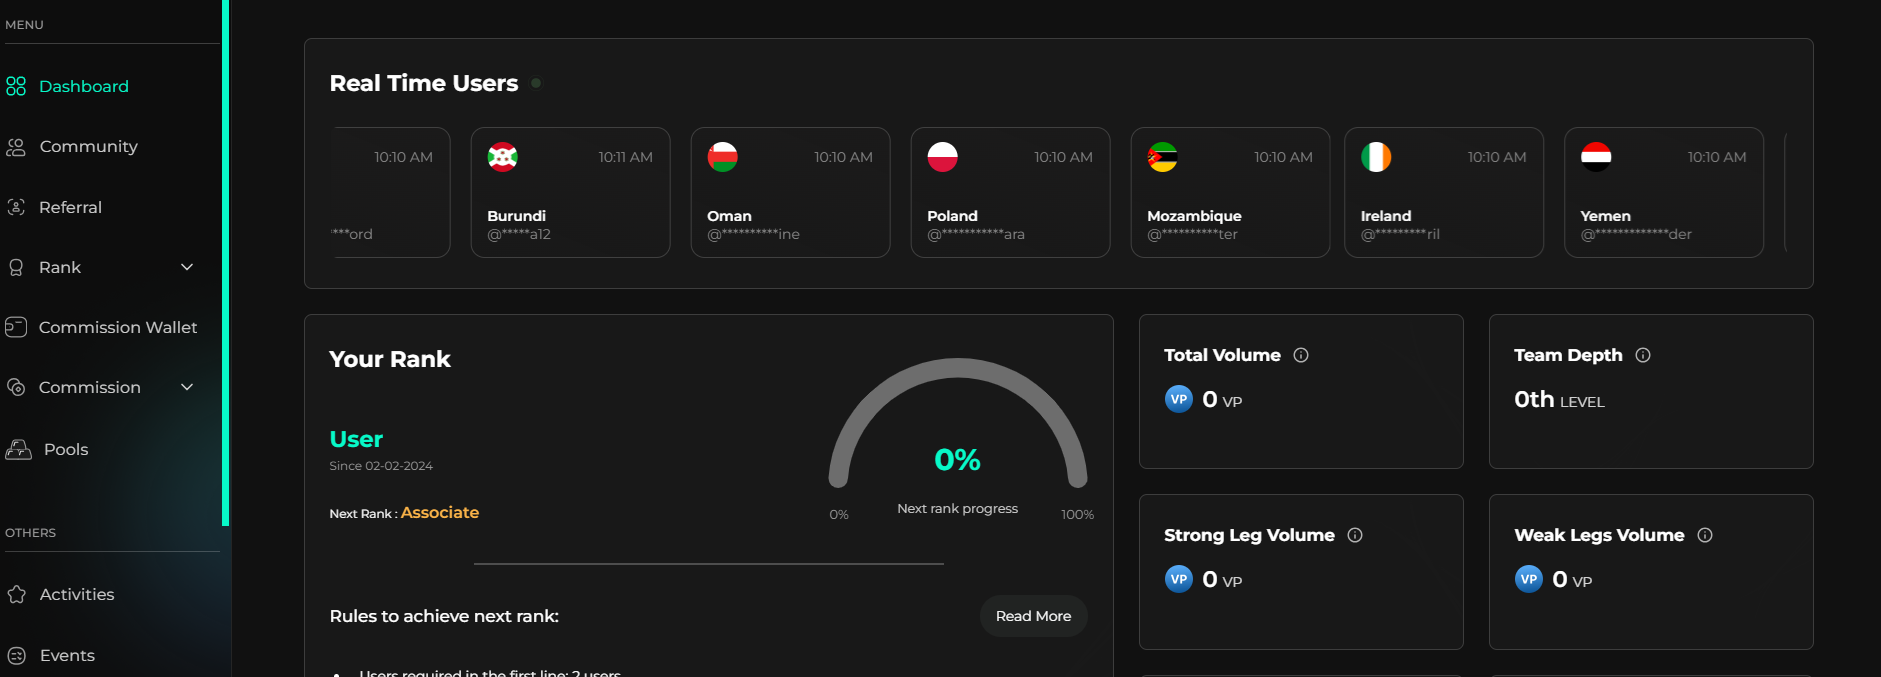 MENU
Dashboard
Community
Referral
Rank
Commission Wallet
Commission
Pools
OTHERS
Activities
Events
Real Time Users
10:10 AM
****ord
10:11 AM
Burundi
@*****a12
10:10 AM
Oman
@**********ine
10:10 AM
Poland
@***********ara
10:10 AM
Mozambique
@**********ter
10:10 AM
Ireland
@*********ril
10:10 AM
Yemen
@*************der
Your Rank
User
Since 02-02-2024
Next Rank : Associate
0%
0%
Next rank progress
100%
Rules to achieve next rank:
Read More
Users required in the first line: 2 users
Total Volume
VP 0 VP
Team Depth
0th LEVEL
Strong Leg Volume
VP 0 VP
Weak Legs Volume
VP 0 VP